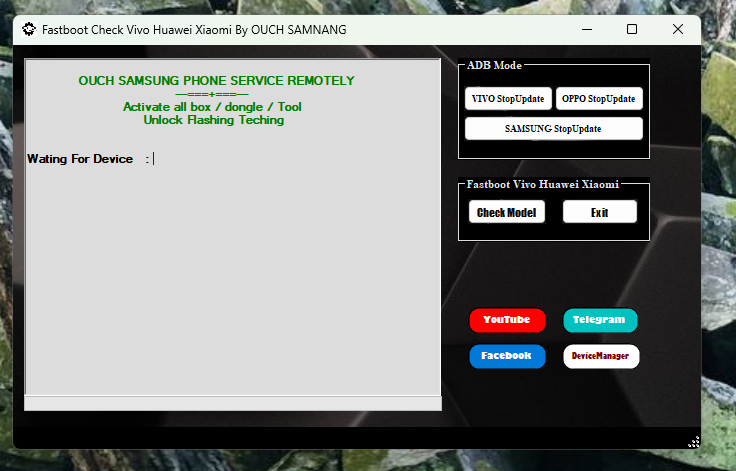 Fastboot Check Vivo Huawei Xiaomi By OUCH SAMNANG
OUCH SAMSUNG PHONE SERVICE REMOTELY
---===+===---
Activate all box / dongle / Tool
Unlock Flashing Teching
Wating For Device :
ADB Mode
VIVO StopUpdate
OPPO StopUpdate
SAMSUNG StopUpdate
Fastboot Vivo Huawei Xiaomi
Check Model
Exit
YouTube
Telegram
Facebook
DeviceManager